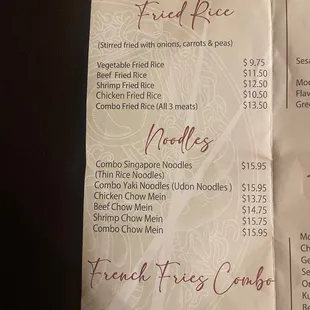 Fried Rice
(Stirred fried with onions, carrots & peas)
Vegetable Fried Rice $ 9.75
Beef Fried Rice $11.50
Shrimp Fried Rice $12.50
Chicken Fried Rice $10.50
Combo Fried Rice (All 3 meats) $13.50
Noodles
Combo Singapore Noodles $15.95
(Thin Rice Noodles)
Combo Yaki Noodles (Udon Noodles ) $15.95
Chicken Chow Mein $13.75
Beef Chow Mein $14.75
Shrimp Chow Mein $15.75
Combo Chow Mein $15.95
French Fries Combo